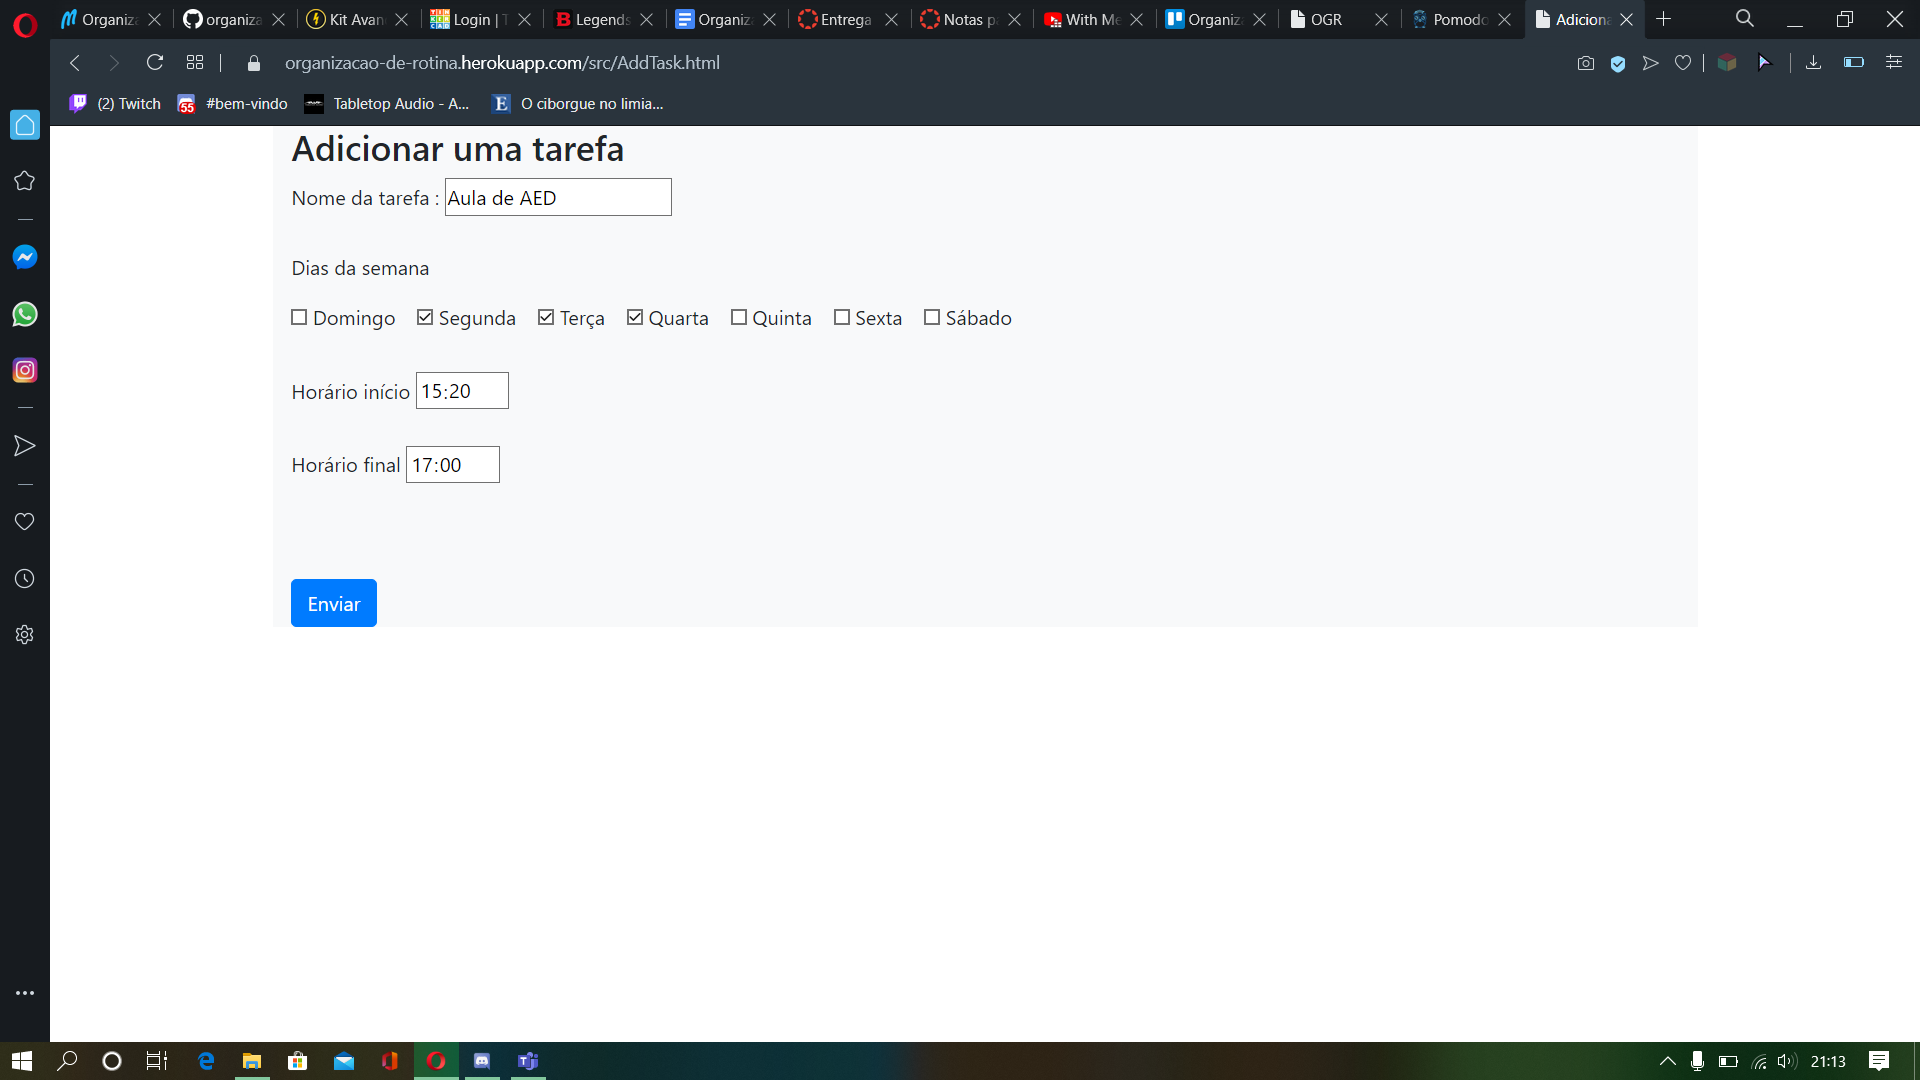 Organiz
organiza
Kit Avan
Login | T
Legends
Organiz
Entrega
Notas p
With Me
Organiz
OGR
Pomodo
Adiciona
organizacao-de-rotina.herokuapp.com/src/AddTask.html
(2) Twitch
#bem-vindo
Tabletop Audio - A...
O ciborgue no limia...
Adicionar uma tarefa
Nome da tarefa : Aula de AED
Dias da semana
Domingo Segunda Terça Quarta Quinta Sexta Sábado
Horário início 15:20
Horário final 17:00
Enviar
21:13